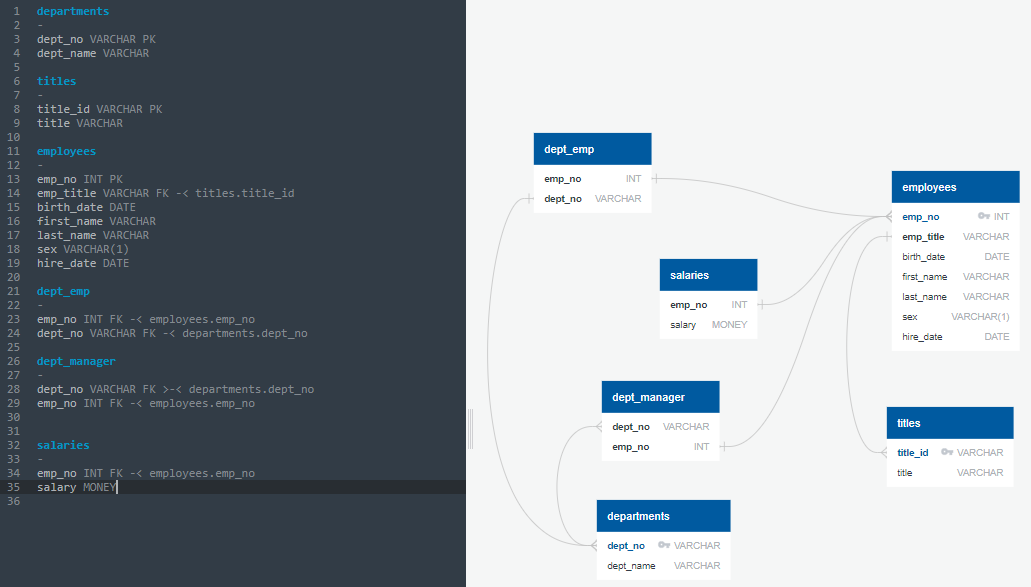 1 departments
2 -
3 dept_no VARCHAR PK
4 dept_name VARCHAR
5
6 titles
7 -
8 title_id VARCHAR PK
9 title VARCHAR
10
11 employees
12 -
13 emp_no INT PK
14 emp_title VARCHAR FK -< titles.title_id
15 birth_date DATE
16 first_name VARCHAR
17 last_name VARCHAR
18 sex VARCHAR(1)
19 hire_date DATE
20
21 dept_emp
22 -
23 emp_no INT FK -< employees.emp_no
24 dept_no VARCHAR FK -< departments.dept_no
25
26 dept_manager
27 -
28 dept_no VARCHAR FK >-< departments.dept_no
29 emp_no INT FK -< employees.emp_no
30
31
32 salaries
33 -
34 emp_no INT FK -< employees.emp_no
35 salary MONEY
36
dept_emp
emp_no INT
dept_no VARCHAR
employees
emp_no INT
emp_title VARCHAR
birth_date DATE
first_name VARCHAR
last_name VARCHAR
sex VARCHAR(1)
hire_date DATE
salaries
emp_no INT
salary MONEY
dept_manager
dept_no VARCHAR
emp_no INT
titles
title_id VARCHAR
title VARCHAR
departments
dept_no VARCHAR
dept_name VARCHAR